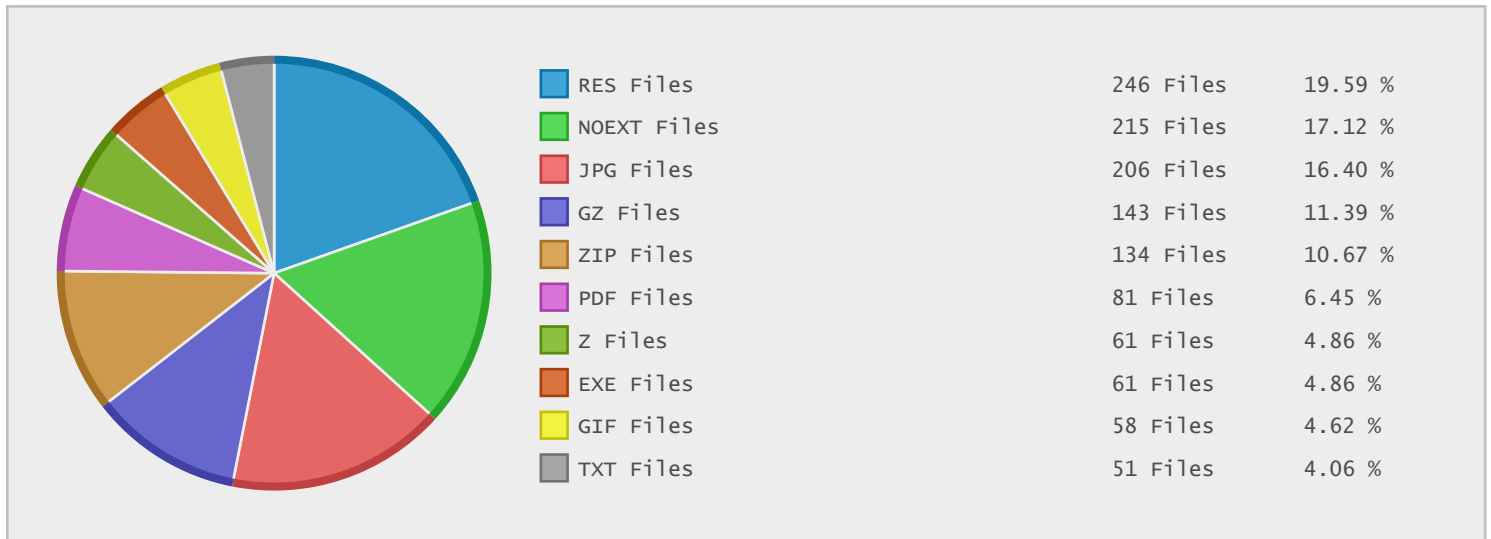 RES Files 246 Files 19.59 %
NOEXT Files 215 Files 17.12 %
JPG Files 206 Files 16.40 %
GZ Files 143 Files 11.39 %
ZIP Files 134 Files 10.67 %
PDF Files 81 Files 6.45 %
Z Files 61 Files 4.86 %
EXE Files 61 Files 4.86 %
GIF Files 58 Files 4.62 %
TXT Files 51 Files 4.06 %